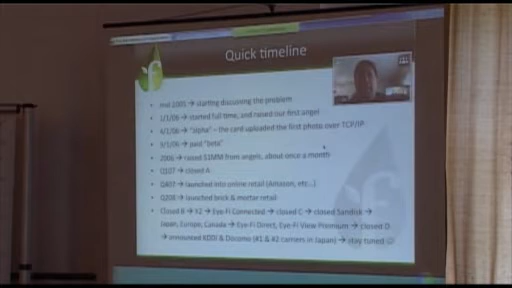 Quick timeline
mid 2005 → starting discussing the problem
1/1/06 → started full time, and raised our first angel
4/1/06 → "alpha" – the card uploaded the first photo over TCP/IP
9/1/06 → paid "beta"
2006 → raised $1MM from angels, about once a month
Q107 → closed A
Q407 → launched into online retail (Amazon, etc..)
Q208 → launched brick & mortar retail
Closed B → X2 → Eye-Fi Connected → closed C → closed Sandisk →
Japan, Europe, Canada → Eye-Fi Direct, Eye-Fi View Premium → closed D
→ announced KDDI & Docomo (#1 & #2 carriers in Japan) → stay tuned ☺